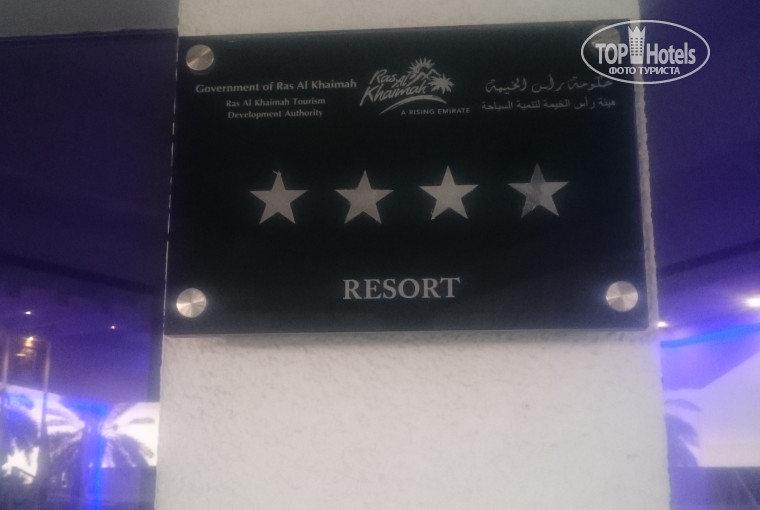 Government of Ras Al Khaimah
Ras Al Khaimah Tourism
Development Authority
Ras Al
Khaimah
A RISING EMIRATE
حكومة رأس الخيمة
هيئة رأس الخيمة لتنمية السياحة
RESORT
TOP Hotels
ФОТО ТУРИСТА